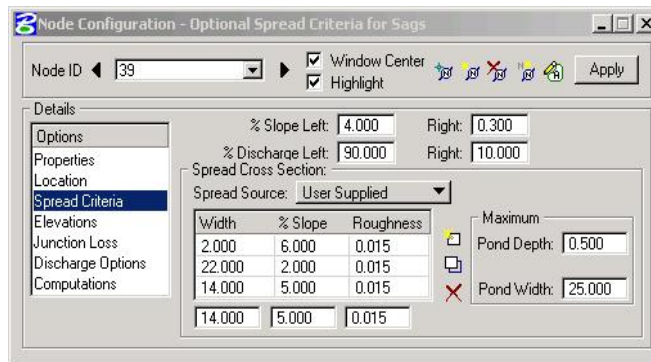 Node Configuration - Optional Spread Criteria for Sags
Node ID 39 Window Center Apply
Highlight
Details
Options
Properties
Location
Spread Criteria
Elevations
Junction Loss
Discharge Options
Computations
% Slope Left: 4.000 Right: 0.300
% Discharge Left: 90.000 Right: 10.000
Spread Cross Section:
Spread Source: User Supplied
Width % Slope Roughness
2.000 6.000 0.015
22.000 2.000 0.015
14.000 5.000 0.015
14.000 5.000 0.015
Maximum
Pond Depth: 0.500
Pond Width: 25.000